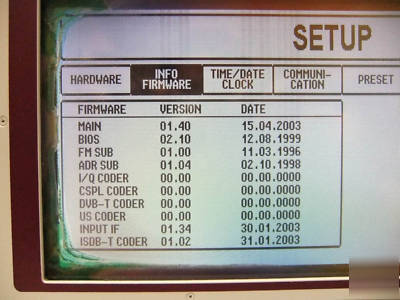 SETUP
HARDWARE INFO FIRMWARE TIME/DATE CLOCK COMMUNI-CATION PRESET
FIRMWARE VERSION DATE
MAIN 01.40 15.04.2003
BIOS 02.10 12.08.1999
FM SUB 01.00 11.03.1996
ADR SUB 01.04 02.10.1998
I/Q CODER 00.00 00.00.0000
CSPL CODER 00.00 00.00.0000
DVB-T CODER 00.00 00.00.0000
US CODER 00.00 00.00.0000
INPUT IF 01.34 30.01.2003
ISDB-T CODER 01.02 31.01.2003